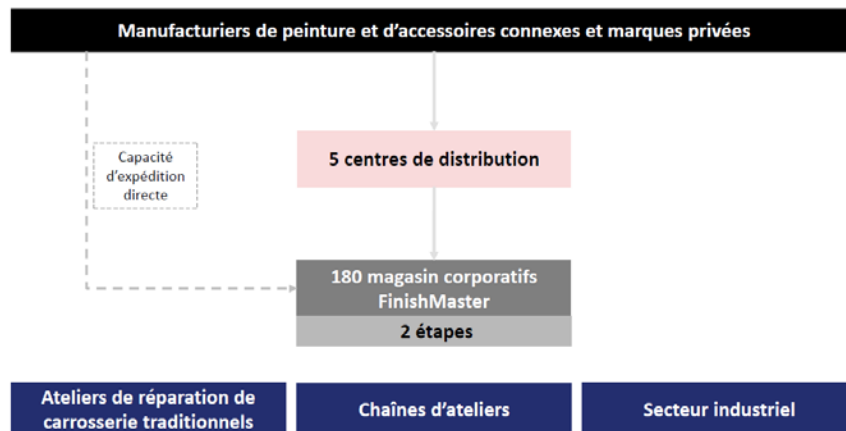 Manufacturiers de peinture et d'accessoires connexes et marques privées
5 centres de distribution
Capacité
d'expédition
directe
180 magasin corporatifs
FinishMaster
2 étapes
Ateliers de réparation de
carrosserie traditionnels
Chaînes d'ateliers
Secteur industriel